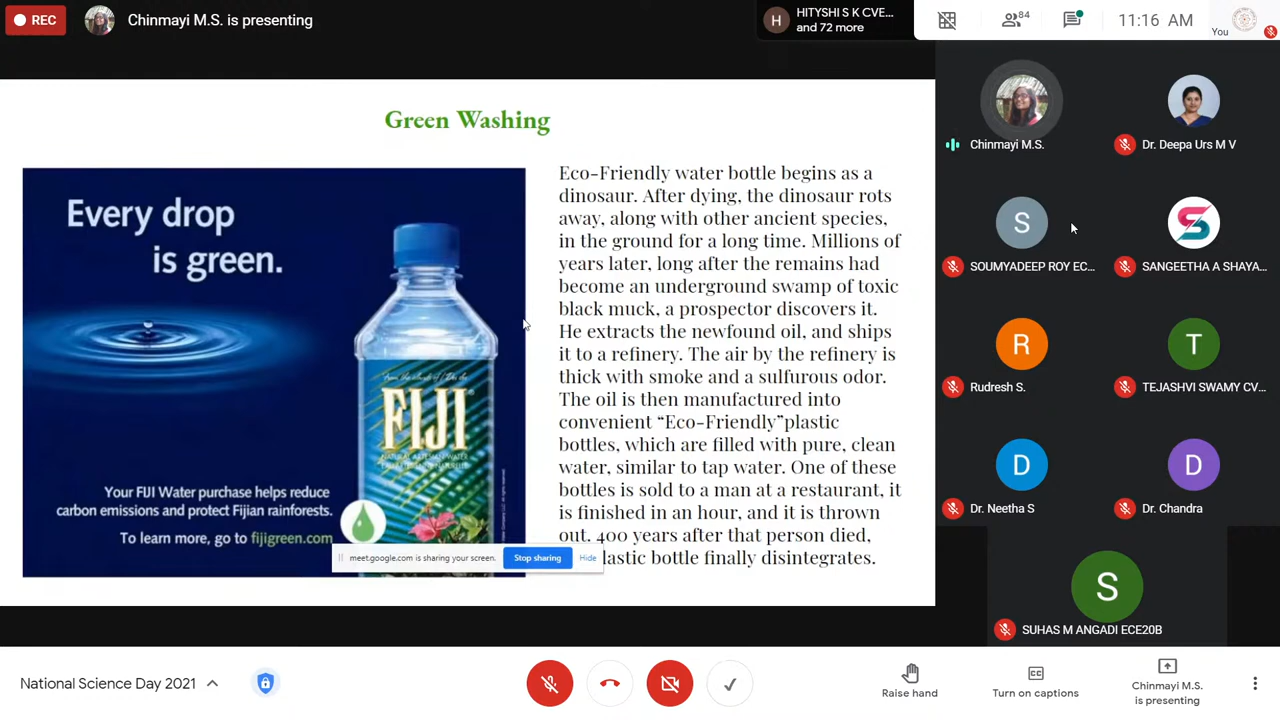 REC
Chinmayi M.S. is presenting
H
HITYSHI S K CVE...
and 72 more
84
11:16 AM
You
Green Washing
Every drop
is green.
FIJI
NATURAL ARTESIAN WATER
Your FIJI Water purchase helps reduce
carbon emissions and protect Fijian rainforests.
To learn more, go to fijigreen.com
Eco-Friendly water bottle begins as a
dinosaur. After dying, the dinosaur rots
away, along with other ancient species,
in the ground for a long time. Millions of
years later, long after the remains had
become an underground swamp of toxic
black muck, a prospector discovers it.
He extracts the newfound oil, and ships
it to a refinery. The air by the refinery is
thick with smoke and a sulfurous odor.
The oil is then manufactured into
convenient “Eco-Friendly”plastic
bottles, which are filled with pure, clean
water, similar to tap water. One of these
bottles is sold to a man at a restaurant, it
is finished in an hour, and it is thrown
out. 400 years after that person died,
lastic bottle finally disintegrates.
meet.google.com is sharing your screen.
Stop sharing
Hide
Chinmayi M.S.
Dr. Deepa Urs M V
S
SOUMYADEEP ROY EC...
S
SANGEETHA A SHAYA...
R
Rudresh S.
T
TEJASHVI SWAMY CV...
D
Dr. Neetha S
D
Dr. Chandra
S
SUHAS M ANGADI ECE20B
National Science Day 2021
Raise hand
CC
Turn on captions
Chinmayi M.S.
is presenting